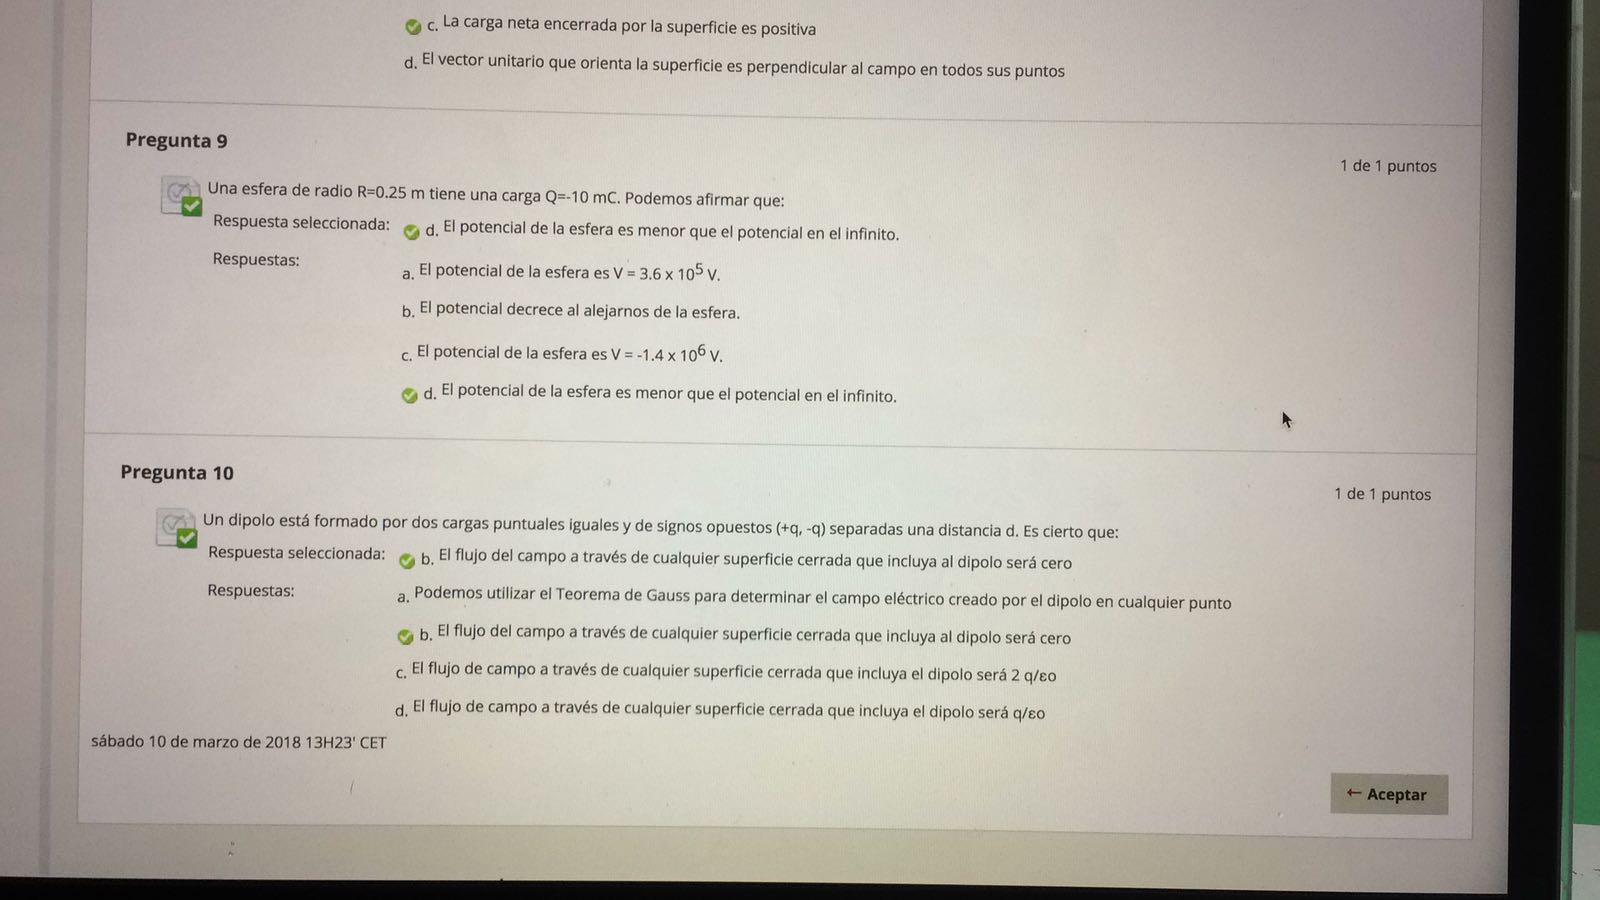 c. La carga neta encerrada por la superficie es positiva
d. El vector unitario que orienta la superficie es perpendicular al campo en todos sus puntos
Pregunta 9
1 de 1 puntos
Una esfera de radio R=0.25 m tiene una carga Q=-10 mC. Podemos afirmar que:
Respuesta seleccionada: d. El potencial de la esfera es menor que el potencial en el infinito.
Respuestas: a. El potencial de la esfera es V = 3.6 x 10⁵ V.
b. El potencial decrece al alejarnos de la esfera.
c. El potencial de la esfera es V = -1.4 x 10⁶ V.
d. El potencial de la esfera es menor que el potencial en el infinito.
Pregunta 10
1 de 1 puntos
Un dipolo está formado por dos cargas puntuales iguales y de signos opuestos (+q, -q) separadas una distancia d. Es cierto que:
Respuesta seleccionada: b. El flujo del campo a través de cualquier superficie cerrada que incluya al dipolo será cero
Respuestas: a. Podemos utilizar el Teorema de Gauss para determinar el campo eléctrico creado por el dipolo en cualquier punto
b. El flujo del campo a través de cualquier superficie cerrada que incluya al dipolo será cero
c. El flujo de campo a través de cualquier superficie cerrada que incluya el dipolo será 2 q/εo
d. El flujo de campo a través de cualquier superficie cerrada que incluya el dipolo será q/εo
sábado 10 de marzo de 2018 13H23' CET
← Aceptar